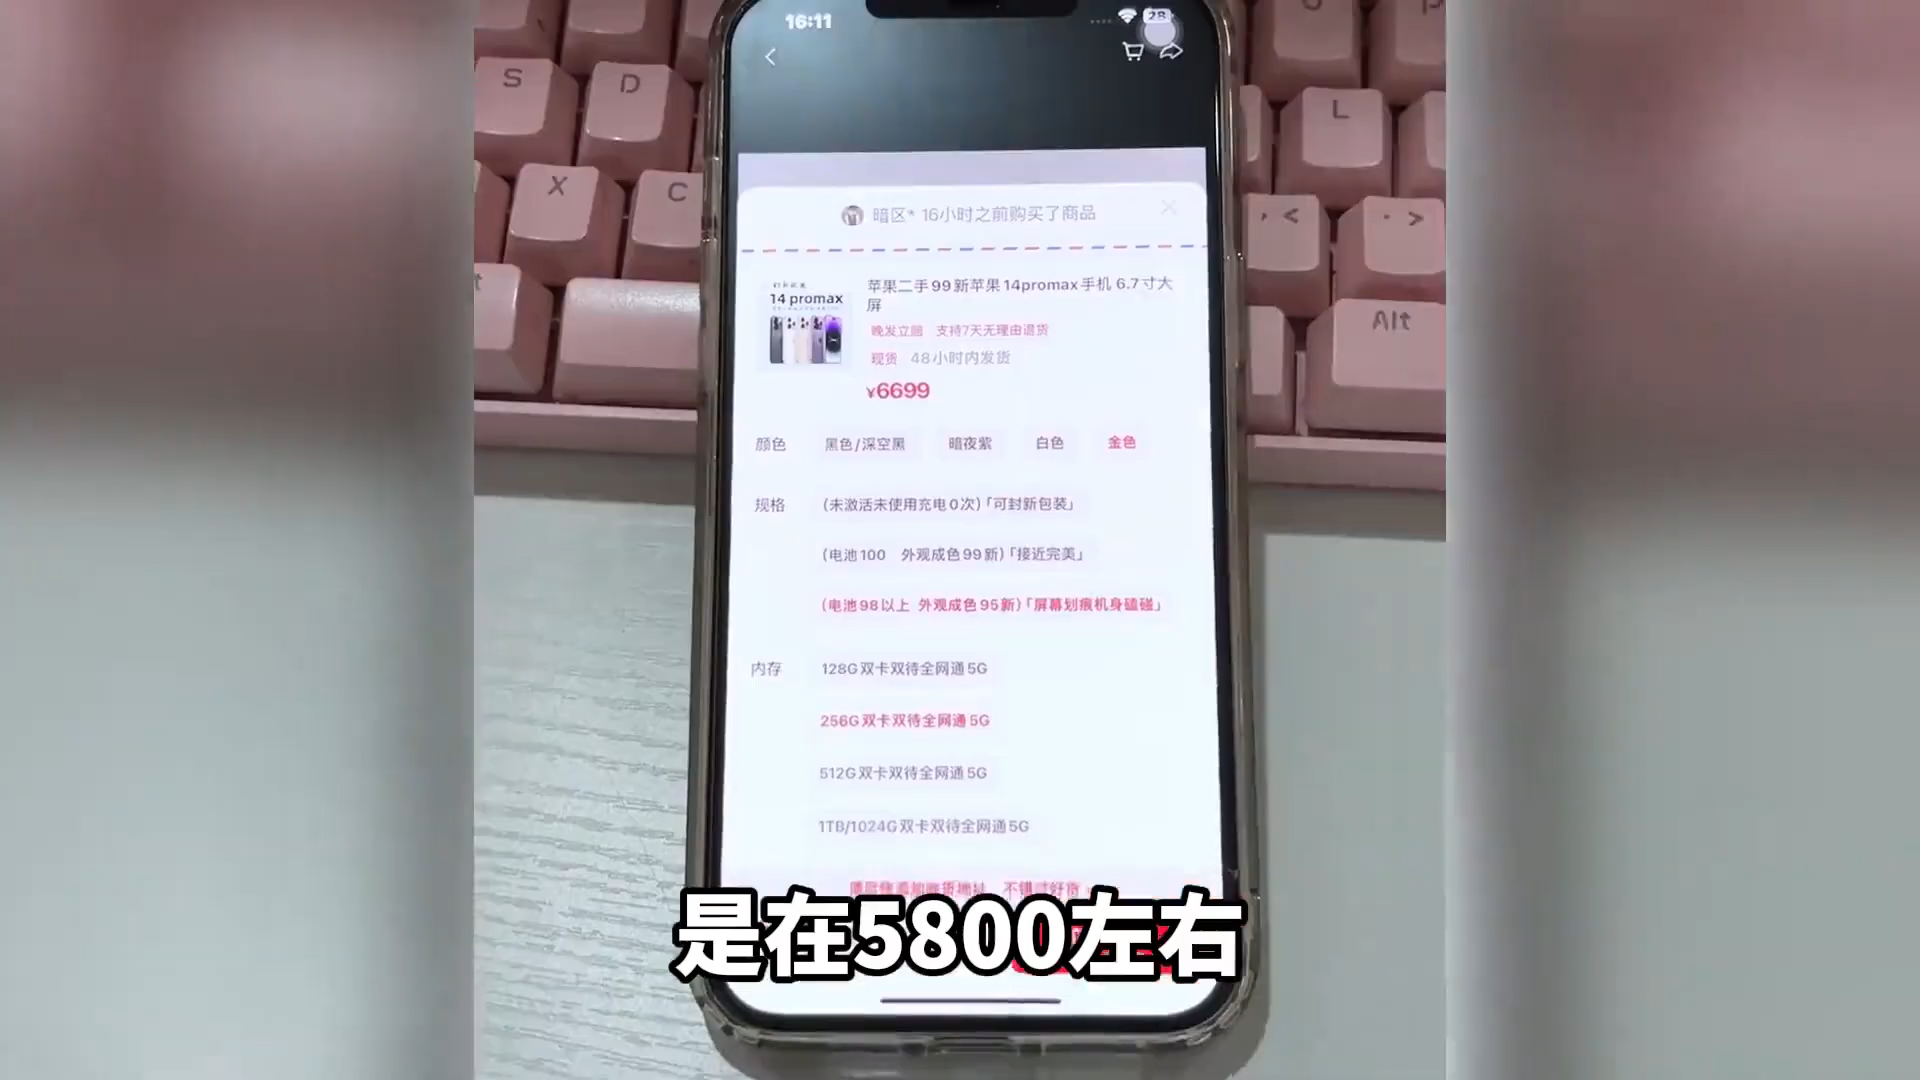 16:11
28
S
D
L
X
C
<
>
Alt
暗区* 16小时之前购买了商品
14 promax
苹果二手99新苹果14promax手机 6.7寸大
屏
晚发立赔 支持7天无理由退货
现货 48小时内发货
¥6699
颜色 黑色/深空黑 暗夜紫 白色 金色
规格 (未激活未使用充电0次)「可封新包装」
(电池100 外观成色99新)「接近完美」
(电池98以上 外观成色95新)「屏幕划痕机身磕碰」
内存 128G双卡双待全网通5G
256G双卡双待全网通5G
512G双卡双待全网通5G
1TB/1024G双卡双待全网通5G
不错过好货
是在5800左右